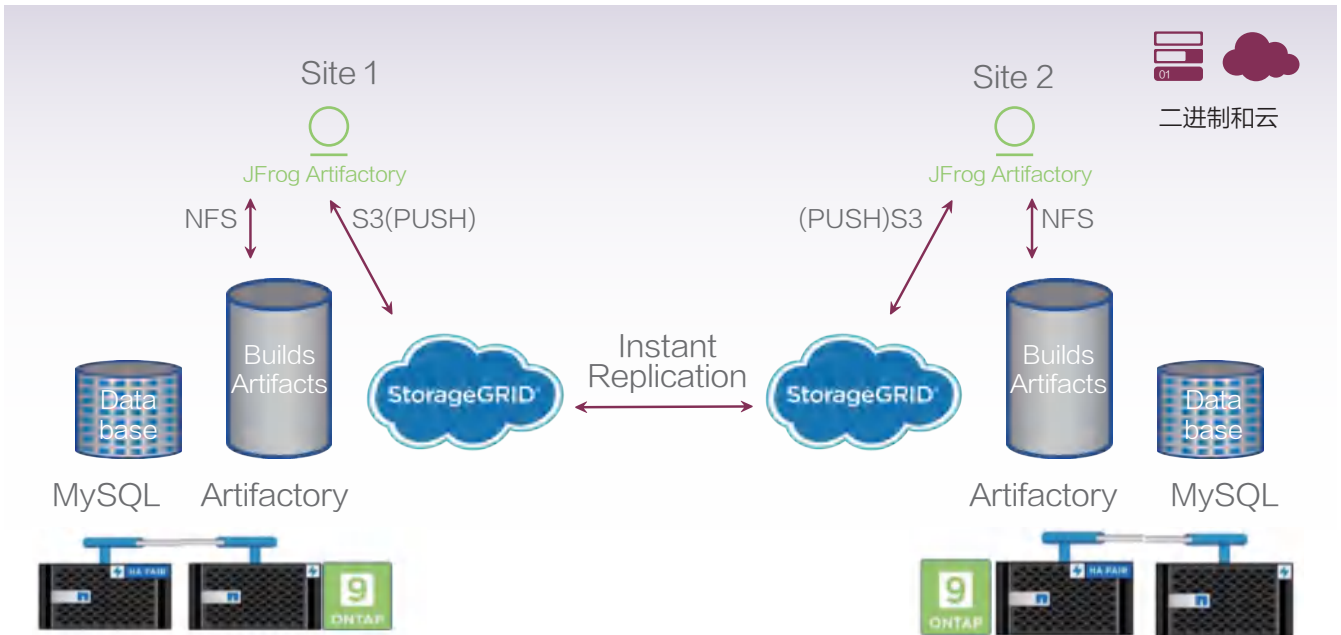 Site 1
JFrog Artifactory
NFS
S3(PUSH)
Builds
Artifacts
Data
base
StorageGRID®
MySQL
Artifactory
HA PAIR
9
ONTAP
Instant
Replication
Site 2
JFrog Artifactory
(PUSH)S3
NFS
StorageGRID®
Builds
Artifacts
Data
base
Artifactory
MySQL
9
ONTAP
HA PAIR
01
二进制和云